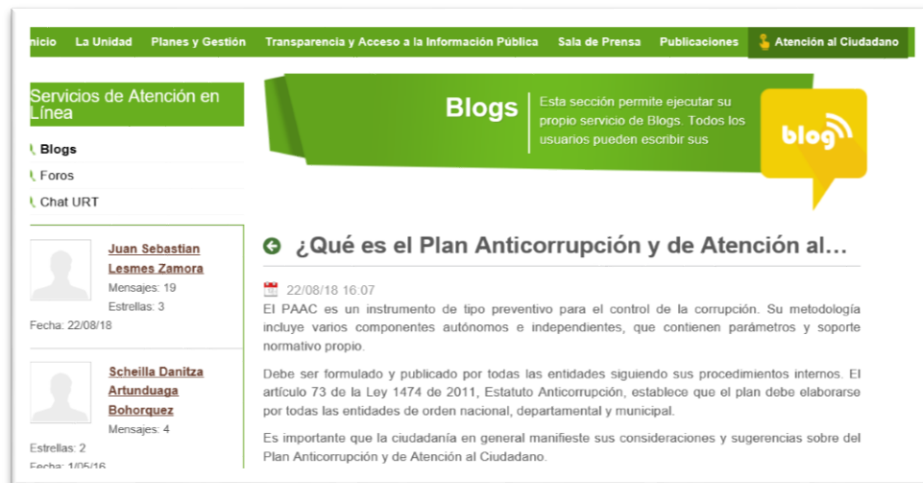 nicio La Unidad Planes y Gestión Transparencia y Acceso a la Información Pública Sala de Prensa Publicaciones Atención al Ciudadano
Servicios de Atención en
Línea
Blogs
Foros
Chat URT
Juan Sebastian
Lesmes Zamora
Mensajes: 19
Estrellas: 3
Fecha: 22/08/18
Scheilla Danitza
Artunduaga
Bohorquez
Mensajes: 4
Estrellas: 2
Fecha: 1/05/16
Blogs
Esta sección permite ejecutar su
propio servicio de Blogs. Todos los
usuarios pueden escribir sus
blog
¿Qué es el Plan Anticorrupción y de Atención al...
22/08/18 16:07
El PAAC es un instrumento de tipo preventivo para el control de la corrupción. Su metodología
incluye varios componentes autónomos e independientes, que contienen parámetros y soporte
normativo propio.
Debe ser formulado y publicado por todas las entidades siguiendo sus procedimientos internos. El
artículo 73 de la Ley 1474 de 2011, Estatuto Anticorrupción, establece que el plan debe elaborarse
por todas las entidades de orden nacional, departamental y municipal.
Es importante que la ciudadanía en general manifieste sus consideraciones y sugerencias sobre del
Plan Anticorrupción y de Atención al Ciudadano.